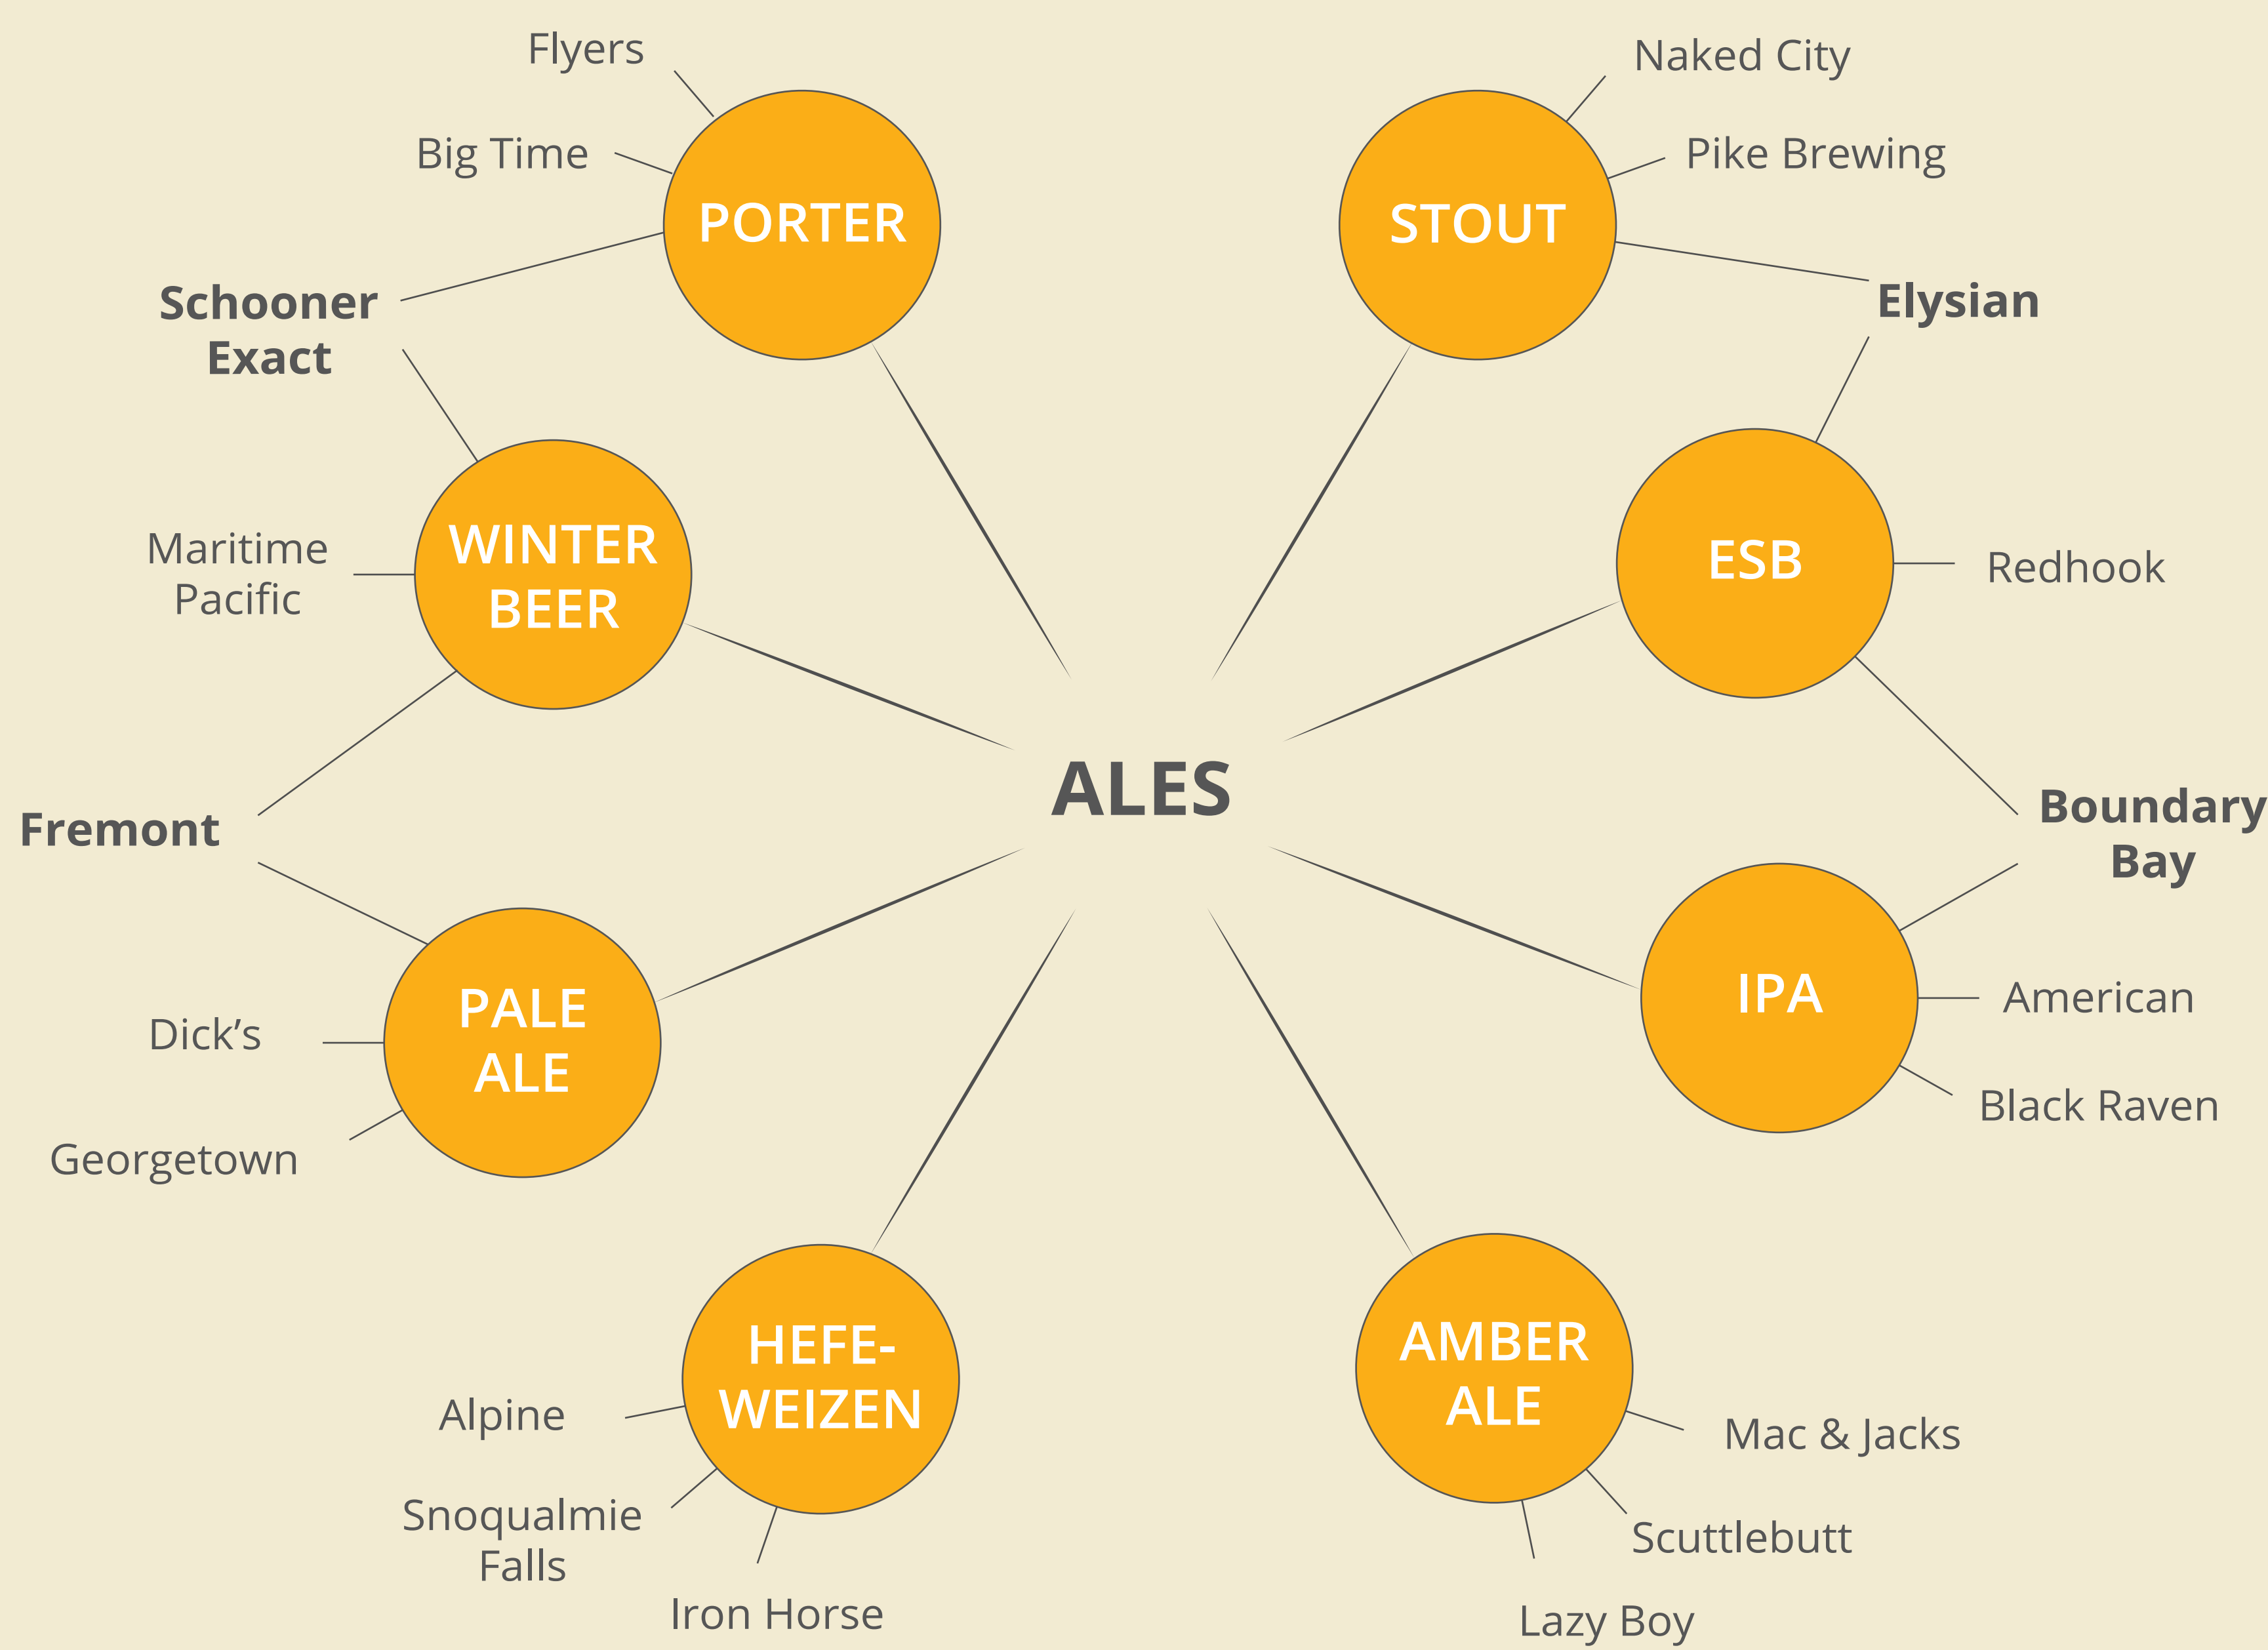 Flyers
Naked City
Big Time
Pike Brewing
PORTER
STOUT
Schooner
Exact
Elysian
WINTER
BEER
Maritime
Pacific
ESB
Redhook
ALES
Fremont
Boundary
Bay
PALE
ALE
IPA
American
Dick’s
Black Raven
Georgetown
HEFE-
WEIZEN
AMBER
ALE
Alpine
Mac & Jacks
Snoqualmie
Falls
Scuttlebutt
Iron Horse
Lazy Boy